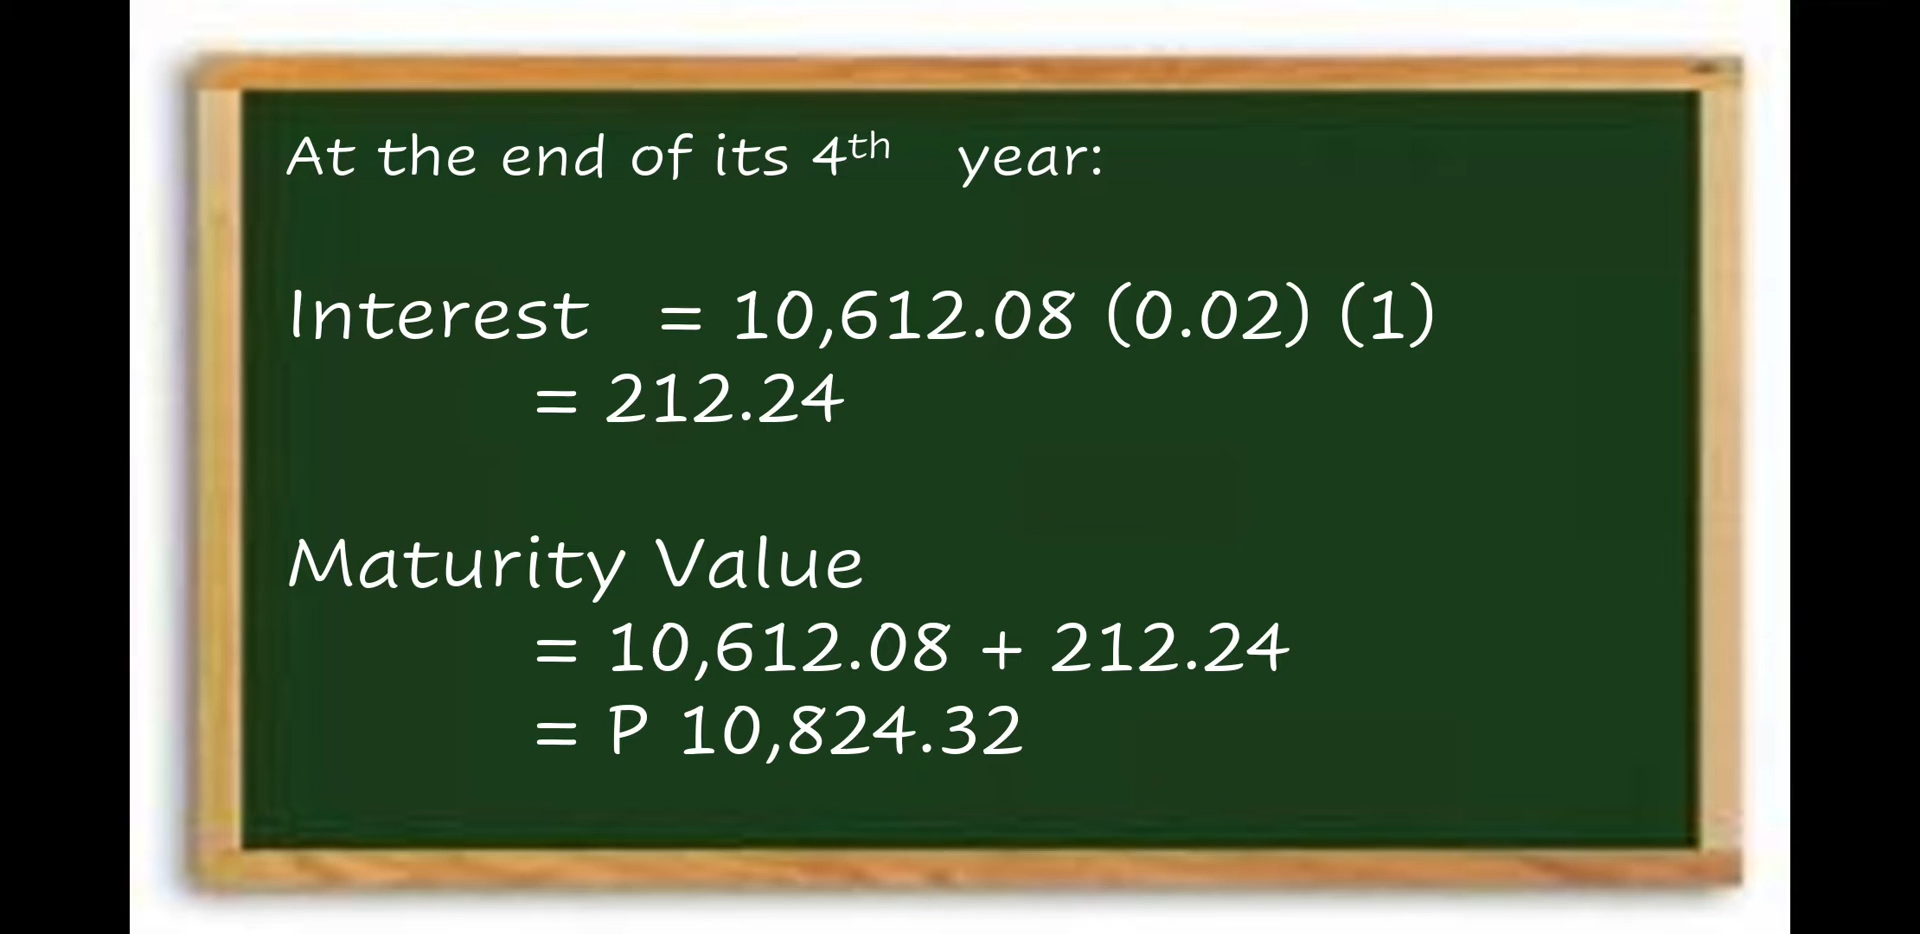 At the end of its 4th year:
Interest = 10,612.08 (0.02) (1)
= 212.24
Maturity Value
= 10,612.08 + 212.24
= P 10,824.32